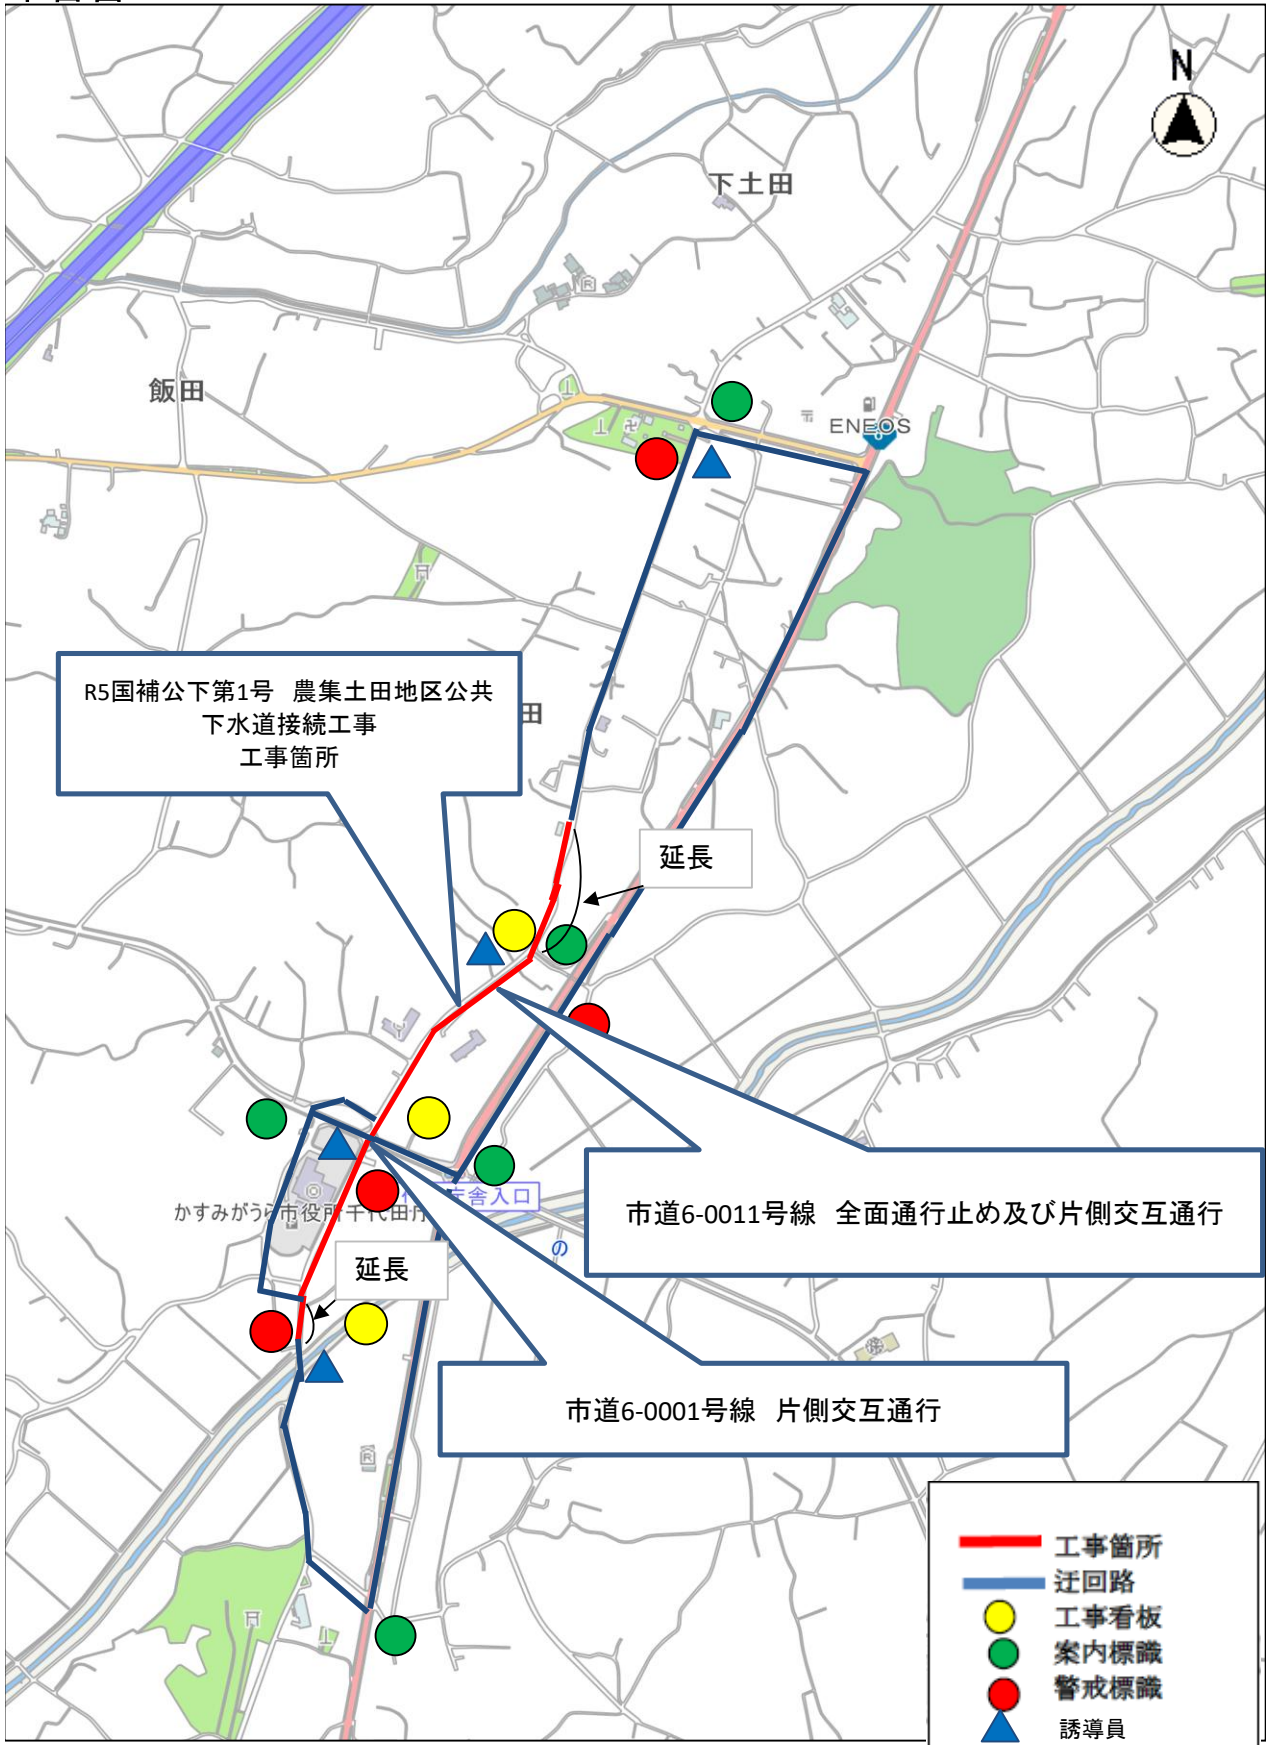 N
下土田
飯田
ENEOS
R5国補公下第1号 農集土田地区公共
下水道接続工事
工事箇所
田
延長
市道6-0011号線 全面通行止め及び片側交互通行
庁舎入口
かすみがうら市役所千代田庁
の
延長
市道6-0001号線 片側交互通行
工事箇所
迂回路
工事看板
案内標識
警戒標識
誘導員